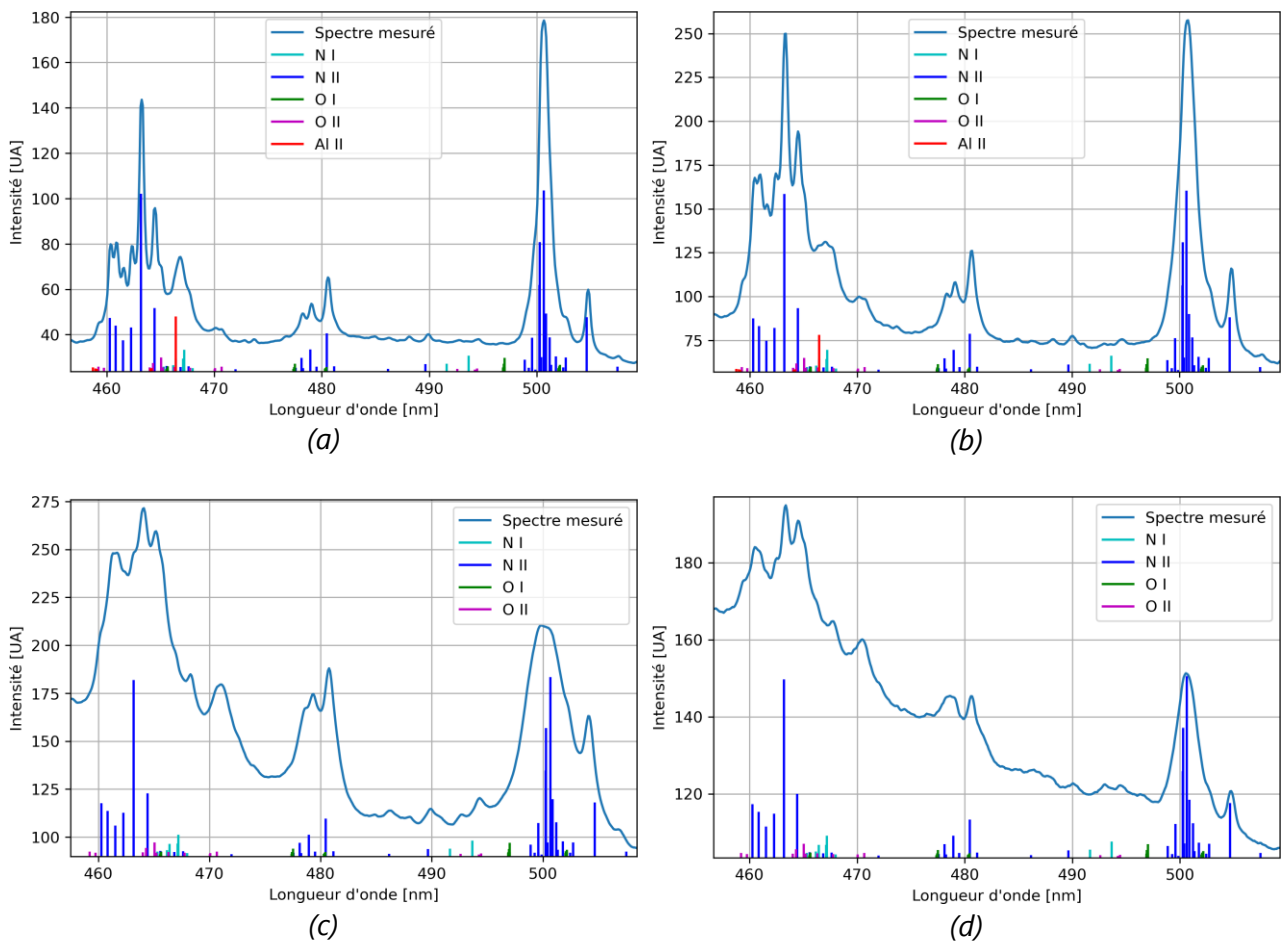 180
160
140
120
100
80
60
40
Intensité [UA]
Spectre mesuré
N I
N II
O I
O II
Al II
460
470
480
490
500
Longueur d'onde [nm]
(a)
250
225
200
175
150
125
100
75
Intensité [UA]
Spectre mesuré
N I
N II
O I
O II
Al II
460
470
480
490
500
Longueur d'onde [nm]
(b)
275
250
225
200
175
150
125
100
Intensité [UA]
Spectre mesuré
N I
N II
O I
O II
460
470
480
490
500
Longueur d'onde [nm]
(c)
180
160
140
120
Intensité [UA]
Spectre mesuré
N I
N II
O I
O II
460
470
480
490
500
Longueur d'onde [nm]
(d)